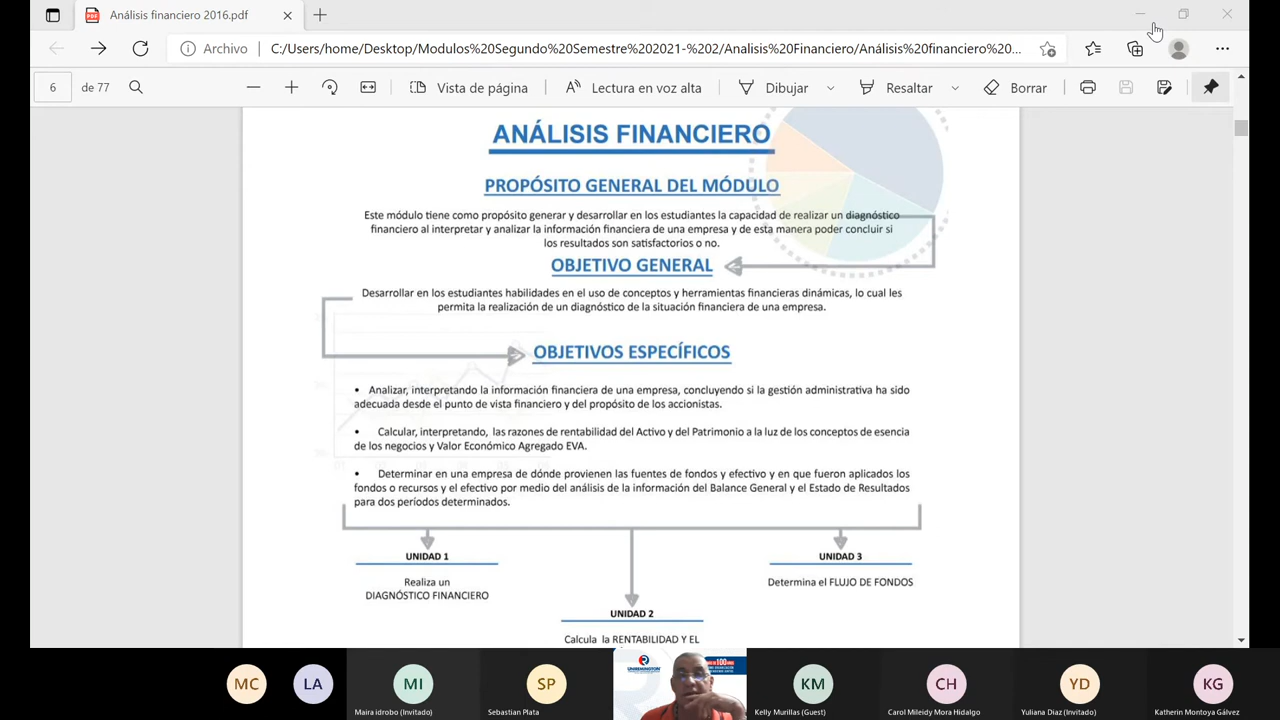 Análisis financiero 2016.pdf
Archivo
C:/Users/home/Desktop/Modulos%20Segundo%20Semestre%202021-%202/Analisis%20Financiero/Análisis%20financiero%20...
6 de 77
Vista de página
Lectura en voz alta
Dibujar
Resaltar
Borrar
ANÁLISIS FINANCIERO
PROPÓSITO GENERAL DEL MÓDULO
Este módulo tiene como propósito generar y desarrollar en los estudiantes la capacidad de realizar un diagnóstico
financiero al interpretar y analizar la información financiera de una empresa y de esta manera poder concluir si
los resultados son satisfactorios o no.
OBJETIVO GENERAL
Desarrollar en los estudiantes habilidades en el uso de conceptos y herramientas financieras dinámicas, lo cual les
permita la realización de un diagnóstico de la situación financiera de una empresa.
OBJETIVOS ESPECÍFICOS
• Analizar, interpretando la información financiera de una empresa, concluyendo si la gestión administrativa ha sido
adecuada desde el punto de vista financiero y del propósito de los accionistas.
• Calcular, interpretando, las razones de rentabilidad del Activo y del Patrimonio a la luz de los conceptos de esencia
de los negocios y Valor Económico Agregado EVA.
• Determinar en una empresa de dónde provienen las fuentes de fondos y efectivo y en que fueron aplicados los
fondos o recursos y el efectivo por medio del análisis de la información del Balance General y el Estado de Resultados
para dos períodos determinados.
UNIDAD 1
Realiza un
DIAGNÓSTICO FINANCIERO
UNIDAD 2
Calcula la RENTABILIDAD Y EL
UNIDAD 3
Determina el FLUJO DE FONDOS
MC
LA
MI
Maira idrobo (Invitado)
SP
Sebastian Plata
UNIREMINGTON
100
KM
Kelly Murillas (Guest)
CH
Carol Mileidy Mora Hidalgo
YD
Yuliana Diaz (Invitado)
KG
Katherin Montoya Gálvez